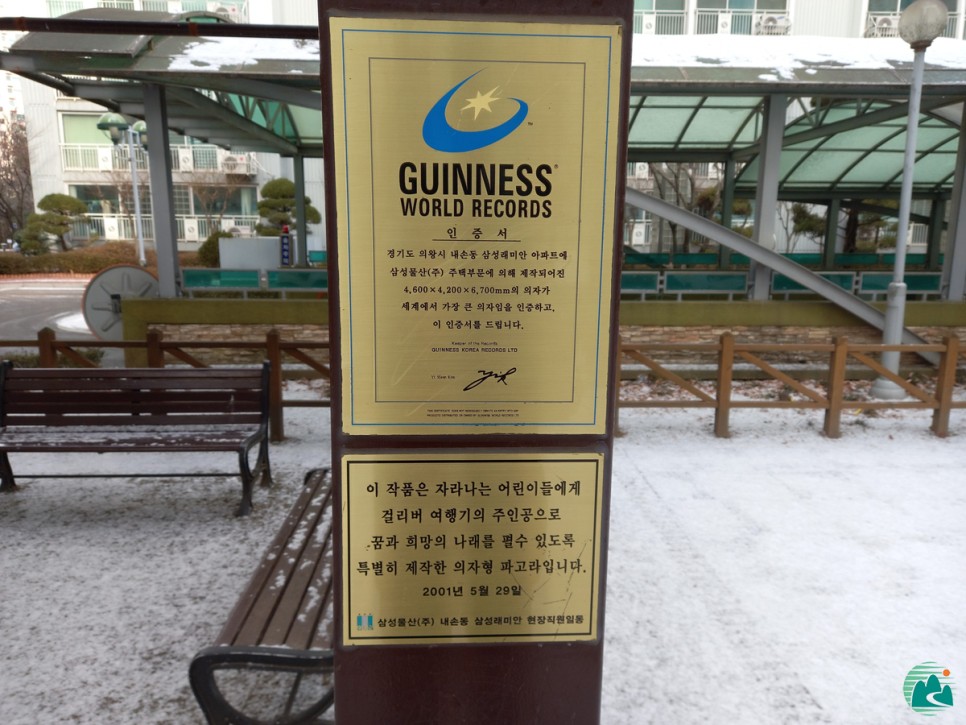 GUINNESS
WORLD RECORDS
인 증 서
경기도 의왕시 내손동 삼성래미안 아파트에
삼성물산(주) 주택부문에 의해 제작되어진
4,600×4,200×6,700mm의 의자가
세계에서 가장 큰 의자임을 인증하고,
이 인증서를 드립니다.
Keeper of the Records
GUINNESS KOREA RECORDS LTD
이 작품은 자라나는 어린이들에게
걸리버 여행기의 주인공으로
꿈과 희망의 나래를 펼수 있도록
특별히 제작한 의자형 파고라입니다.
2001년 5월 29일
삼성물산(주) 내손동 삼성래미안 현장직원일동